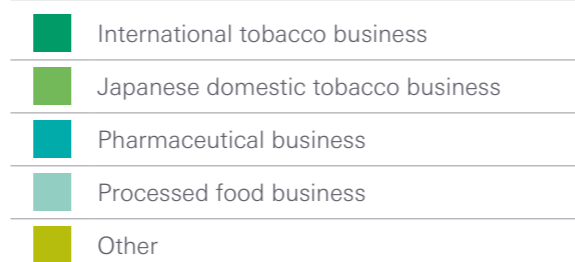 International tobacco business
Japanese domestic tobacco business
Pharmaceutical business
Processed food business
Other